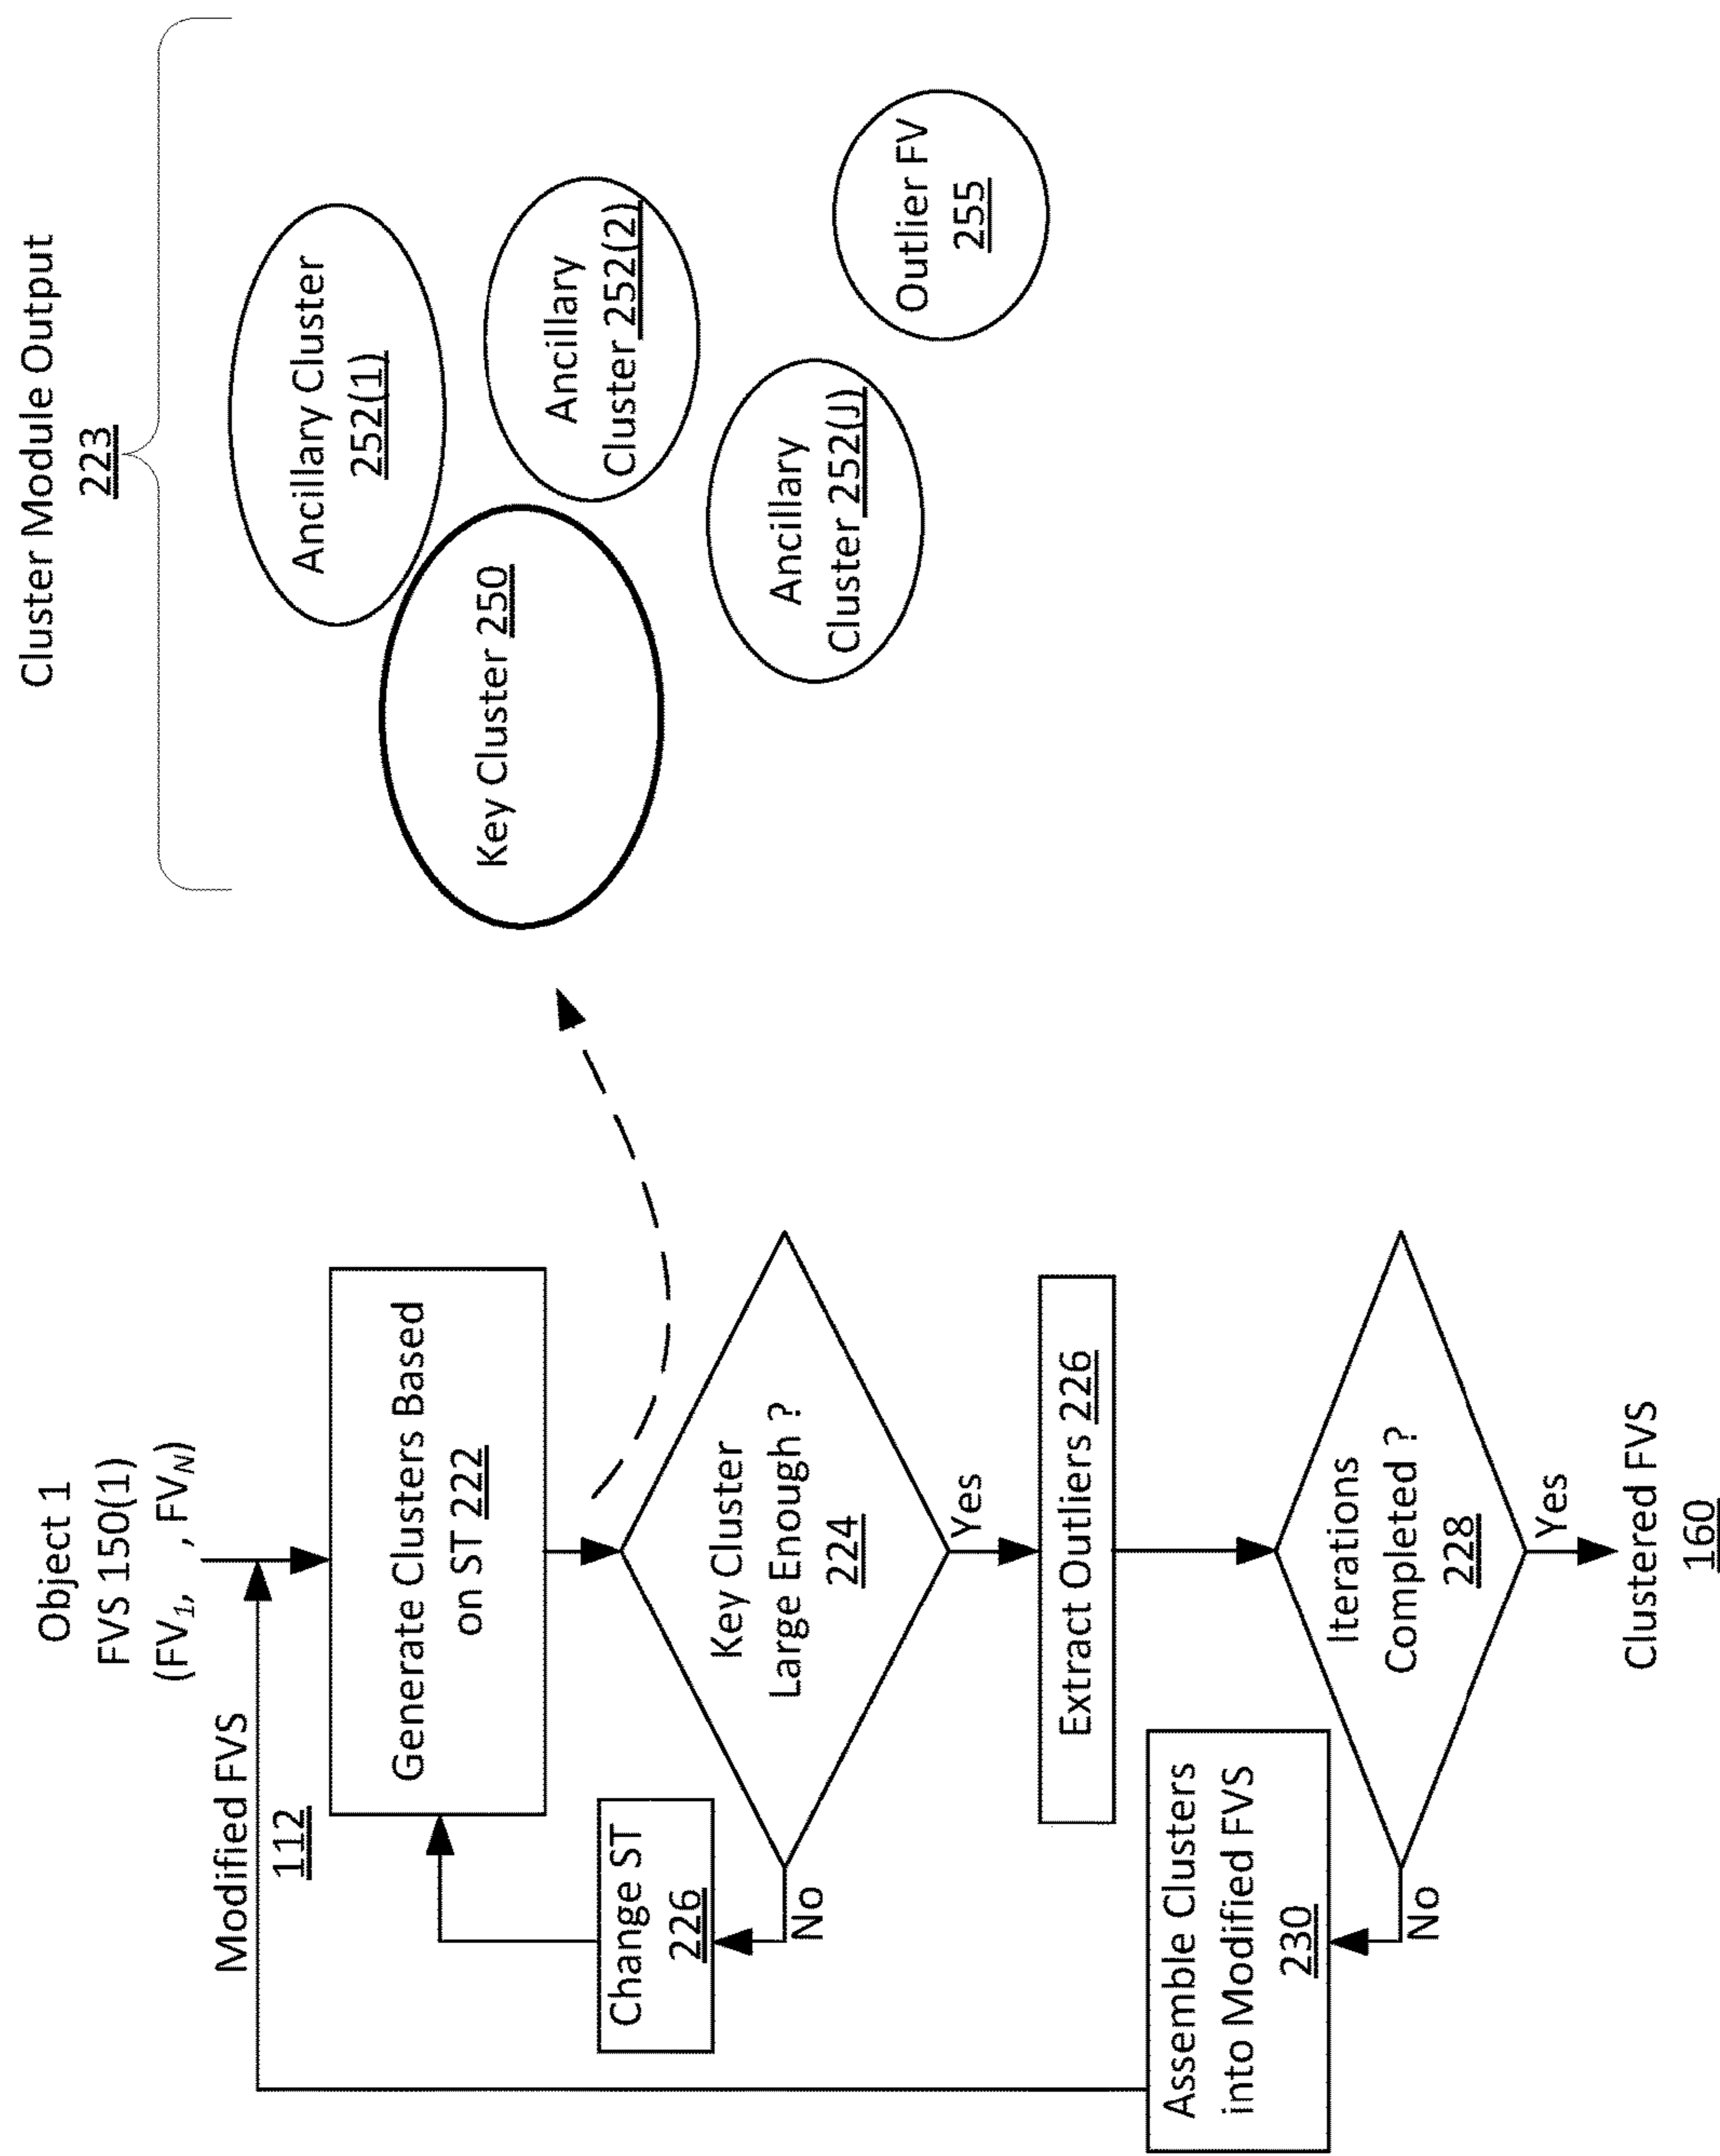 Object 1
FVS 150(1)
(FV1, , FVN)
Modified FVS
112
Generate Clusters Based
on ST 222
Change ST
226
Key Cluster
Large Enough ?
224
No
Yes
Extract Outliers 226
Assemble Clusters
into Modified FVS
230
Iterations
Completed ?
228
No
Yes
Clustered FVS
160
Cluster Module Output
223
Ancillary Cluster
252(1)
Key Cluster 250
Ancillary
Cluster 252(2)
Ancillary
Cluster 252(J)
Outlier FV
255